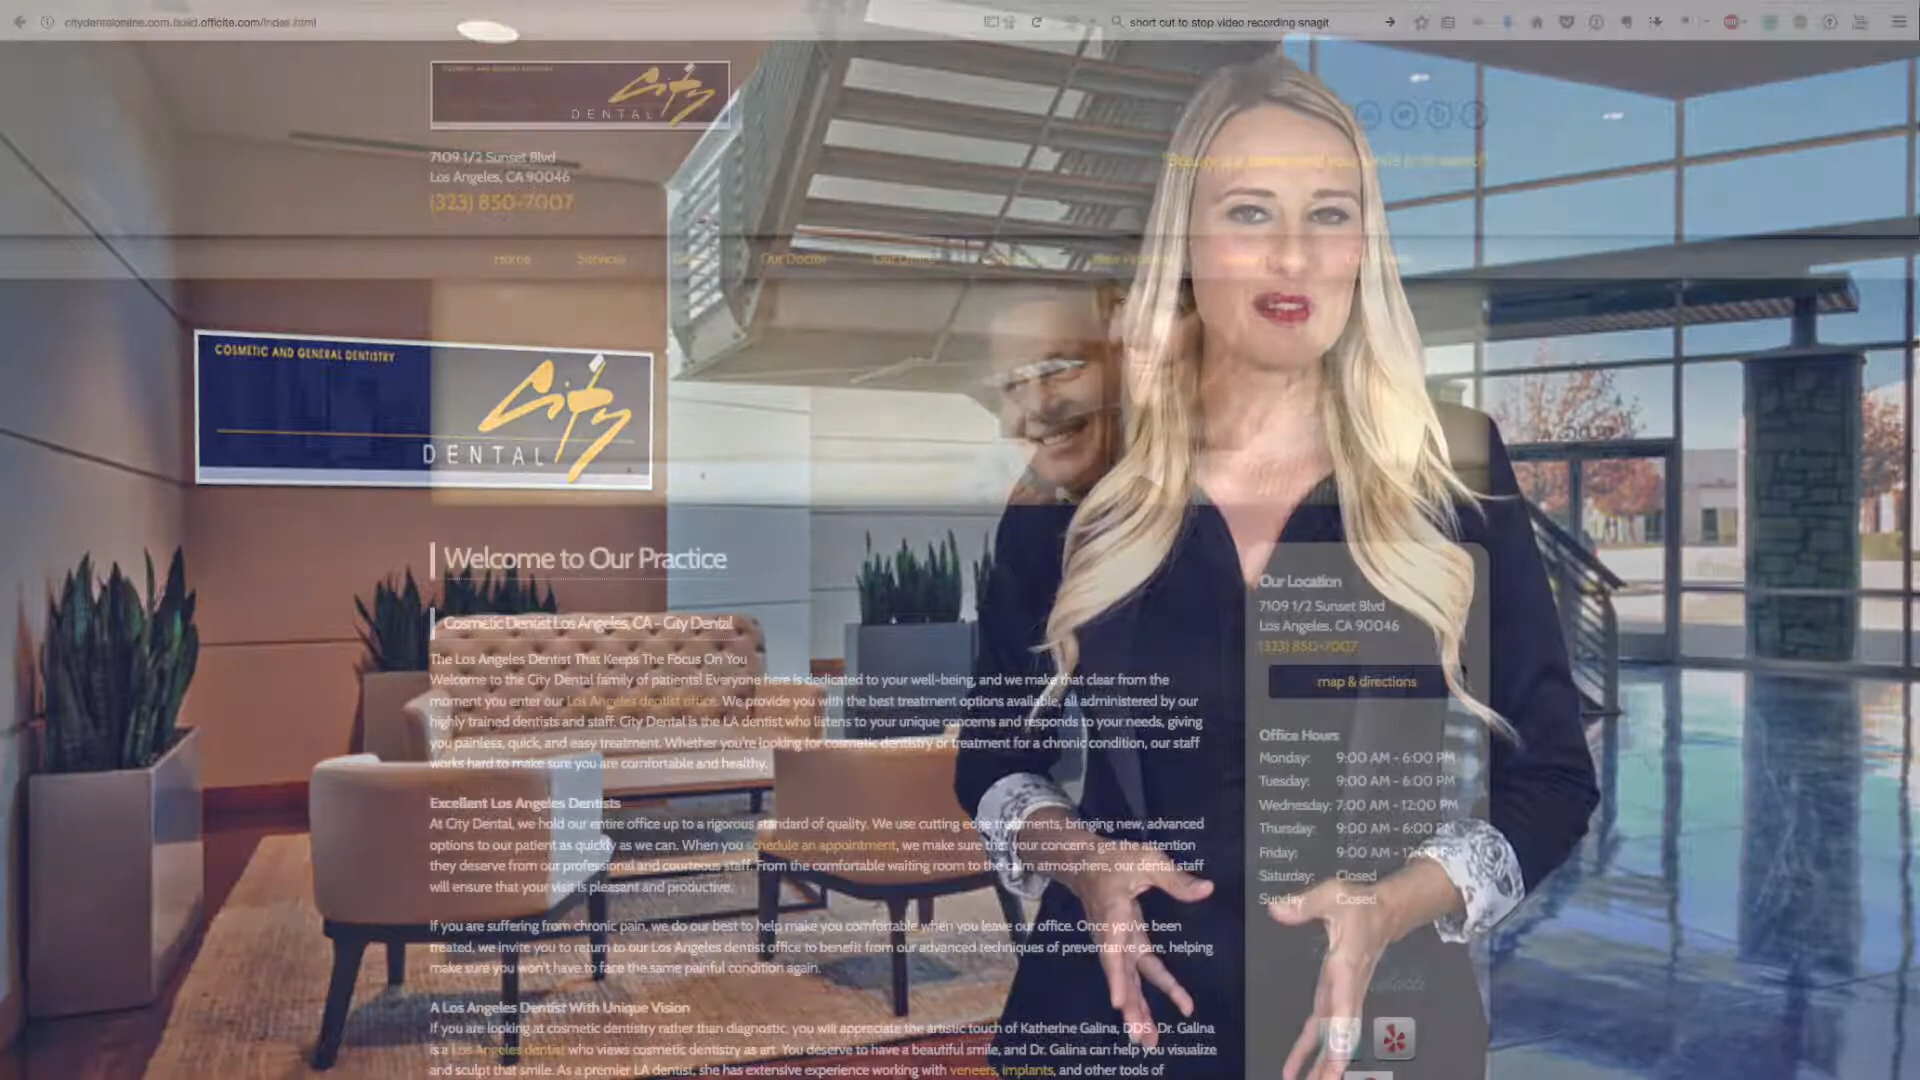 citydentalonline.com.build.officite.com/index.html
short cut to stop video recording snagit
City
DENTAL
7109 1/2 Sunset Blvd
Los Angeles, CA 90046
(323) 850-7007
Home
Services
Our Doctor
Our Office
COSMETIC AND GENERAL DENTISTRY
City
DENTAL
Welcome to Our Practice
Cosmetic Dentist Los Angeles, CA - City Dental
The Los Angeles Dentist That Keeps The Focus On You
Welcome to the City Dental family of patients! Everyone here is dedicated to your well-being, and we make that clear from the
moment you enter our Los Angeles dentist office. We provide you with the best treatment options available, all administered by our
highly trained dentists and staff. City Dental is the LA dentist who listens to your unique concerns and responds to your needs, giving
you painless, quick, and easy treatment. Whether you're looking for cosmetic dentistry or treatment for a chronic condition, our staff
works hard to make sure you are comfortable and healthy.
Excellent Los Angeles Dentists
At City Dental, we hold our entire office up to a rigorous standard of quality. We use cutting edge treatments, bringing new, advanced
options to our patient as quickly as we can. When you schedule an appointment, we make sure that your concerns get the attention
they deserve from our professional and courteous staff. From the comfortable waiting room to the calm atmosphere, our dental staff
will ensure that your visit is pleasant and productive.
If you are suffering from chronic pain, we do our best to help make you comfortable when you leave our office. Once you've been
treated, we invite you to return to our Los Angeles dentist office to benefit from our advanced techniques of preventative care, helping
make sure you won't have to face the same painful condition again.
A Los Angeles Dentist With Unique Vision
If you are looking at cosmetic dentistry rather than diagnostic, you will appreciate the artistic touch of Katherine Galina, DDS. Dr. Galina
is a Los Angeles dentist who views cosmetic dentistry as art. You deserve to have a beautiful smile, and Dr. Galina can help you visualize
and sculpt that smile. As a premier LA dentist, she has extensive experience working with veneers, implants, and other tools of
Our Location
7109 1/2 Sunset Blvd
Los Angeles, CA 90046
(323) 850-7007
map & directions
Office Hours
Monday: 9:00 AM - 6:00 PM
Tuesday: 9:00 AM - 6:00 PM
Wednesday: 7:00 AM - 12:00 PM
Thursday: 9:00 AM - 6:00 PM
Friday: 9:00 AM - 12:00 PM
Saturday: Closed
Sunday: Closed